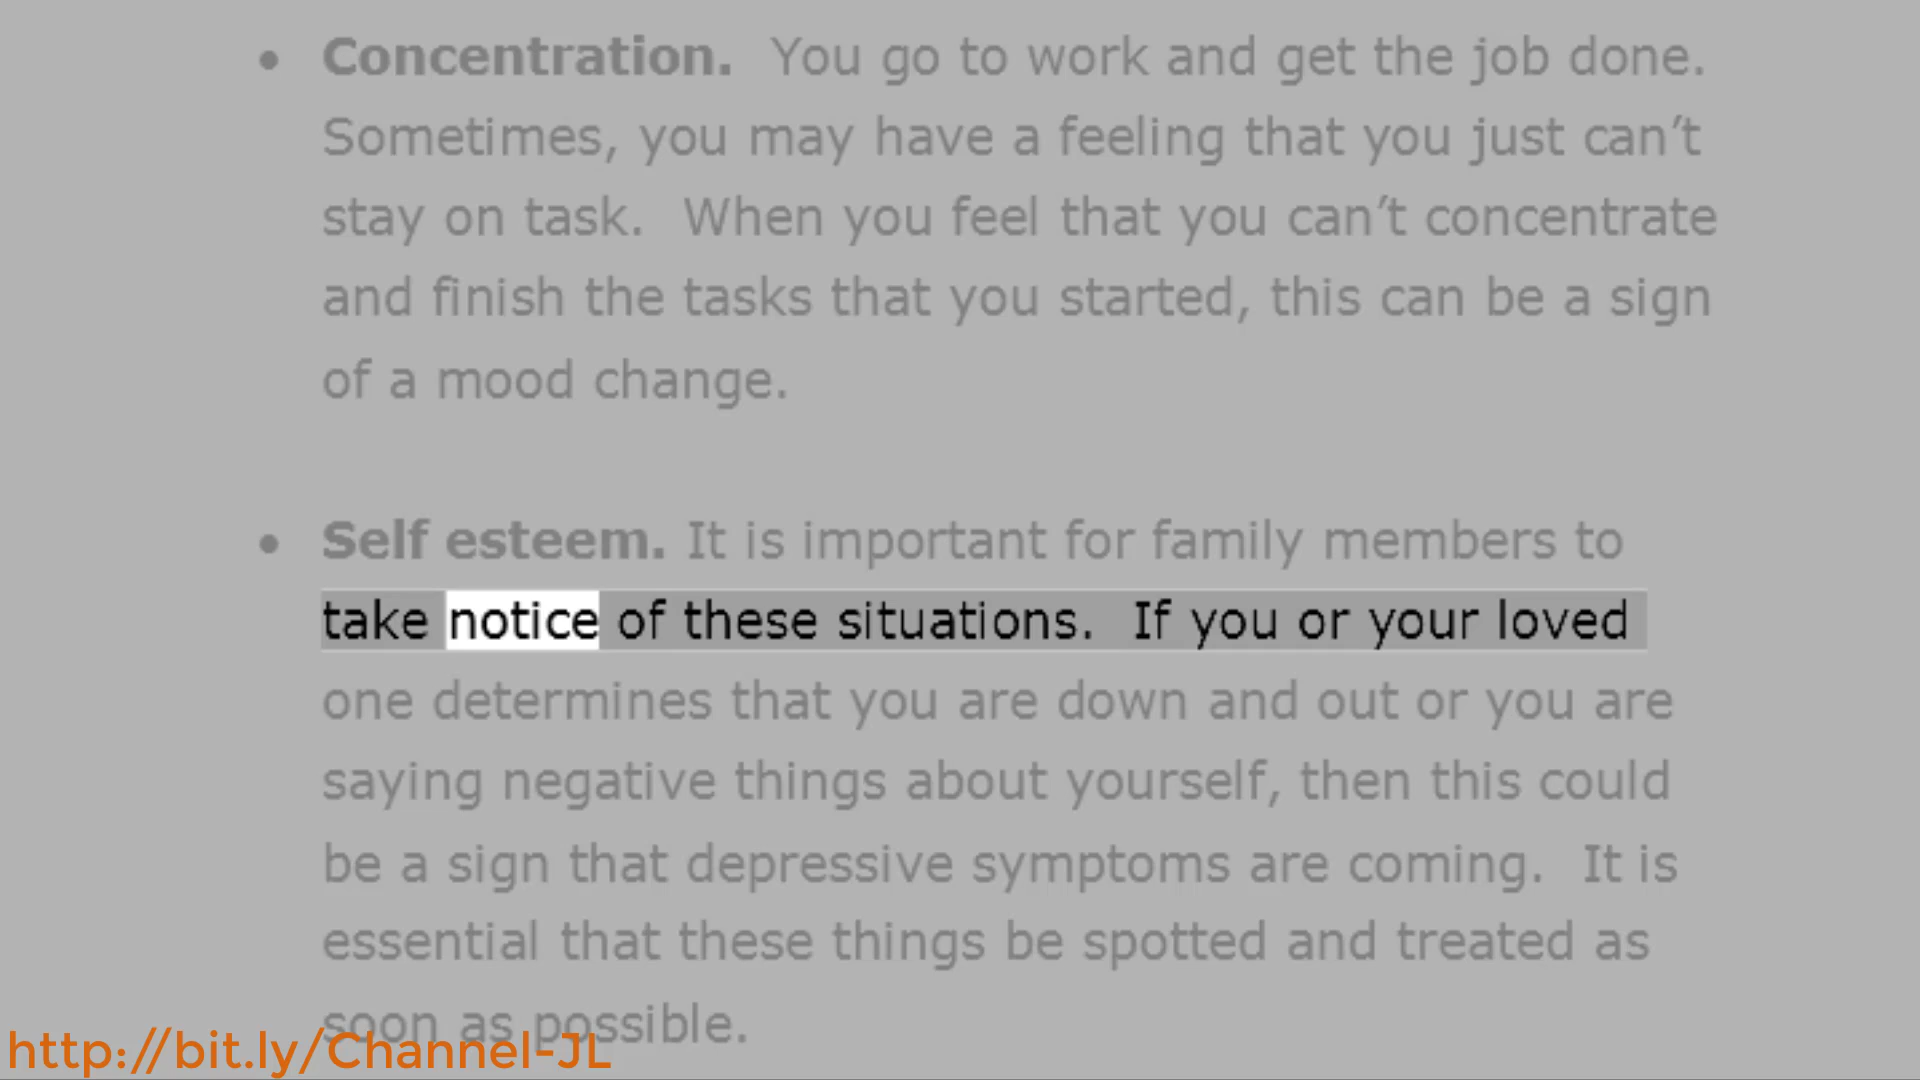 • Concentration. You go to work and get the job done.
Sometimes, you may have a feeling that you just can’t
stay on task. When you feel that you can’t concentrate
and finish the tasks that you started, this can be a sign
of a mood change.
• Self esteem. It is important for family members to
take notice of these situations. If you or your loved
one determines that you are down and out or you are
saying negative things about yourself, then this could
be a sign that depressive symptoms are coming. It is
essential that these things be spotted and treated as
soon as possible.
http://bit.ly/Channel-JL